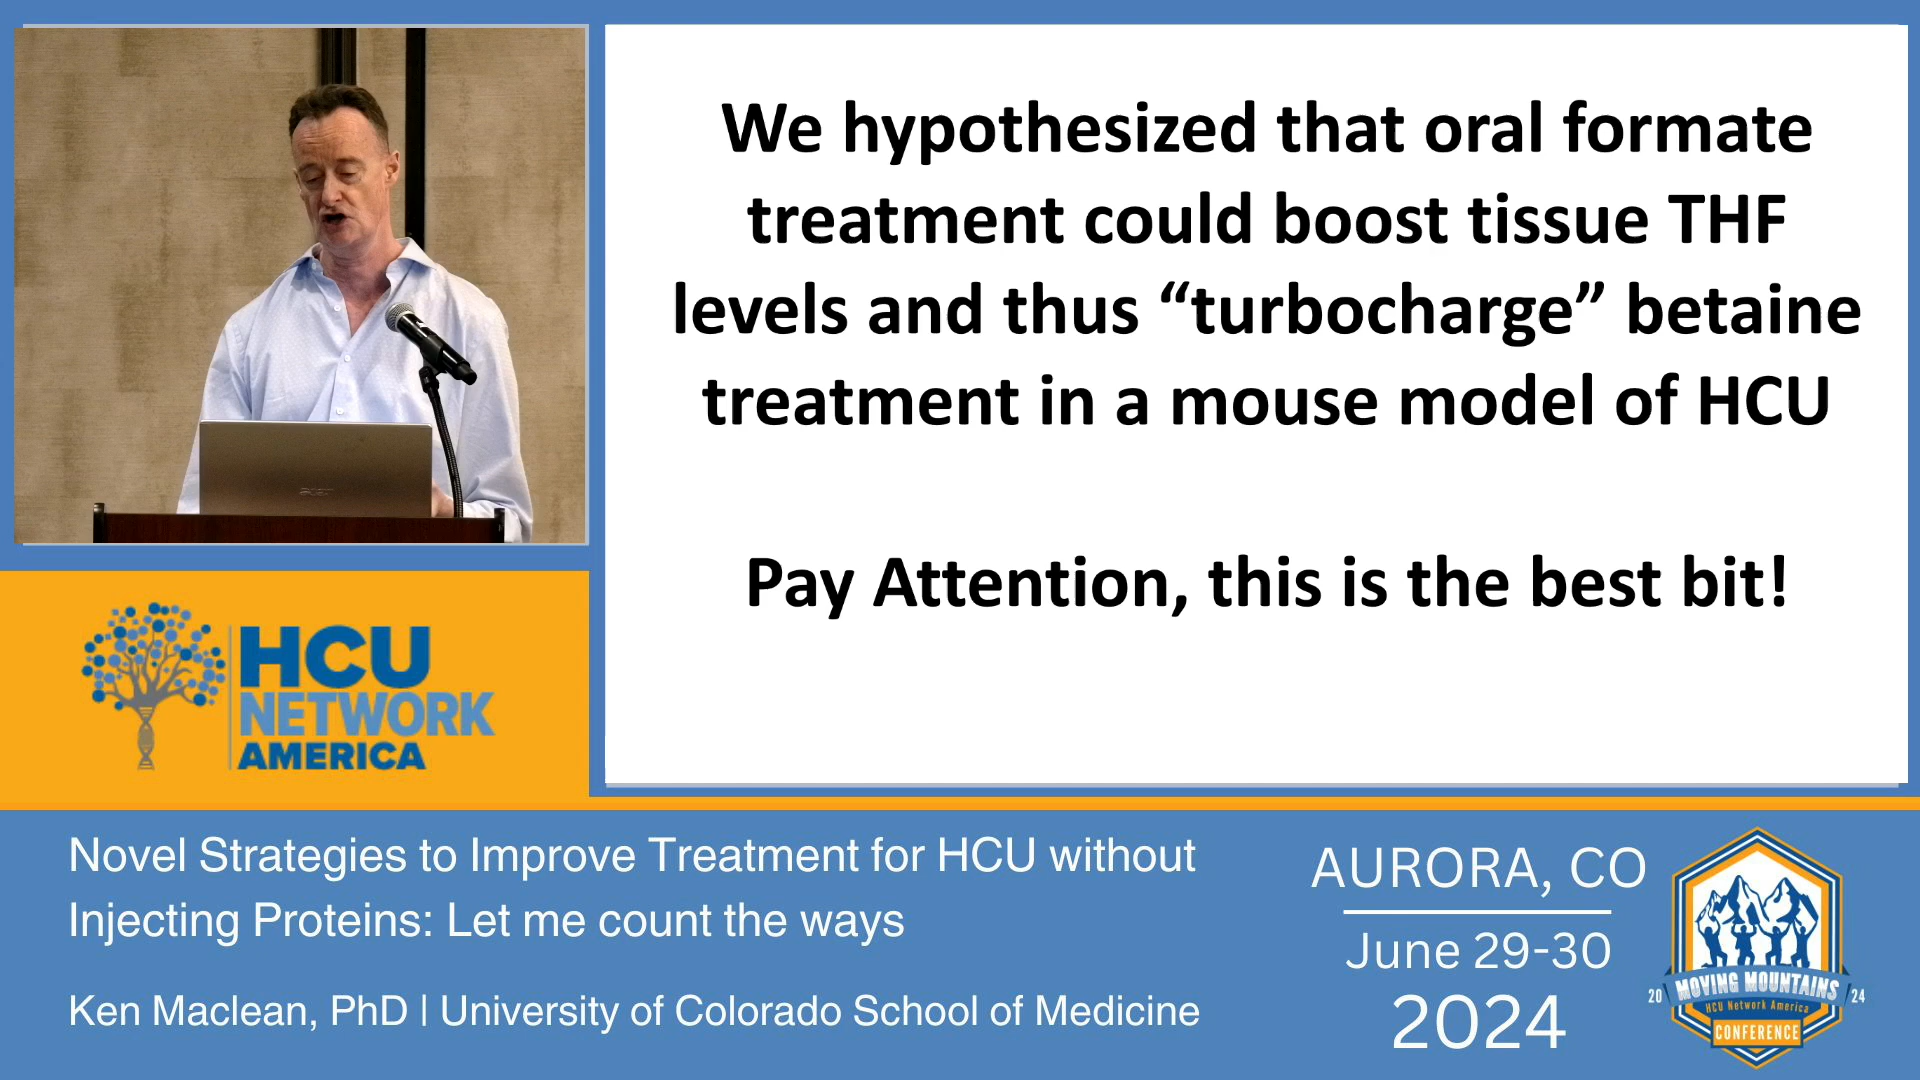 We hypothesized that oral formate
treatment could boost tissue THF
levels and thus “turbocharge” betaine
treatment in a mouse model of HCU
Pay Attention, this is the best bit!
acer
HCU
NETWORK
AMERICA
Novel Strategies to Improve Treatment for HCU without
Injecting Proteins: Let me count the ways
Ken Maclean, PhD | University of Colorado School of Medicine
AURORA, CO
June 29-30
2024
20 MOVING MOUNTAINS 24
HCU Network America
CONFERENCE